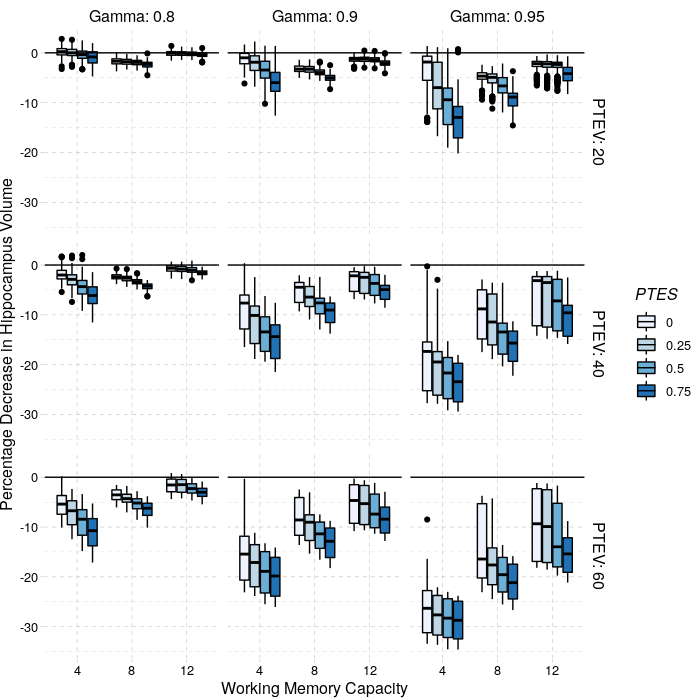 Gamma: 0.8 Gamma: 0.9 Gamma: 0.95
Percentage Decrease in Hippocampus Volume
0
-10
-20
-30
PTEV: 20
0
-10
-20
-30
PTEV: 40
0
-10
-20
-30
PTEV: 60
4 8 12 4 8 12 4 8 12
Working Memory Capacity
PTES
0
0.25
0.5
0.75